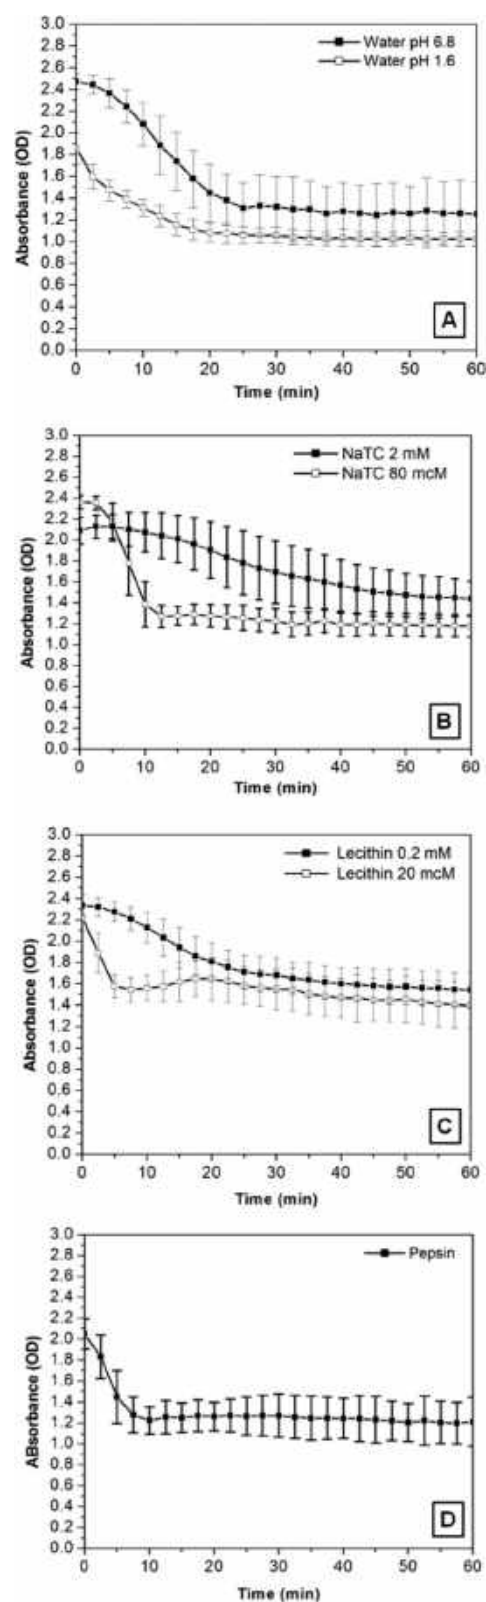 Absorbance (OD)
3.0
2.8
2.6
2.4
2.2
2.0
1.8
1.6
1.4
1.2
1.0
0.8
0.6
0.4
0.2
0.0
Water pH 6.8
Water pH 1.6
A
0 10 20 30 40 50 60
Time (min)
Absorbance (OD)
3.0
2.8
2.6
2.4
2.2
2.0
1.8
1.6
1.4
1.2
1.0
0.8
0.6
0.4
0.2
0.0
NaTC 2 mM
NaTC 80 mcM
B
0 10 20 30 40 50 60
Time (min)
Absorbance (OD)
3.0
2.8
2.6
2.4
2.2
2.0
1.8
1.6
1.4
1.2
1.0
0.8
0.6
0.4
0.2
0.0
Lecithin 0,2 mM
Lecithin 20 mcM
C
0 10 20 30 40 50 60
Time (min)
ABsorbance (OD)
3.0
2.8
2.6
2.4
2.2
2.0
1.8
1.6
1.4
1.2
1.0
0.8
0.6
0.4
0.2
0.0
Pepsin
D
0 10 20 30 40 50 60
Time (min)